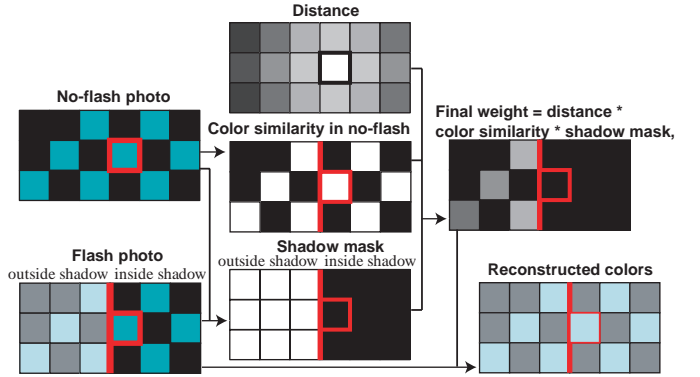 Distance
No-flash photo
Color similarity in no-flash
Final weight = distance *
color similarity * shadow mask,
Flash photo
outside shadow inside shadow
Shadow mask
outside shadow inside shadow
Reconstructed colors